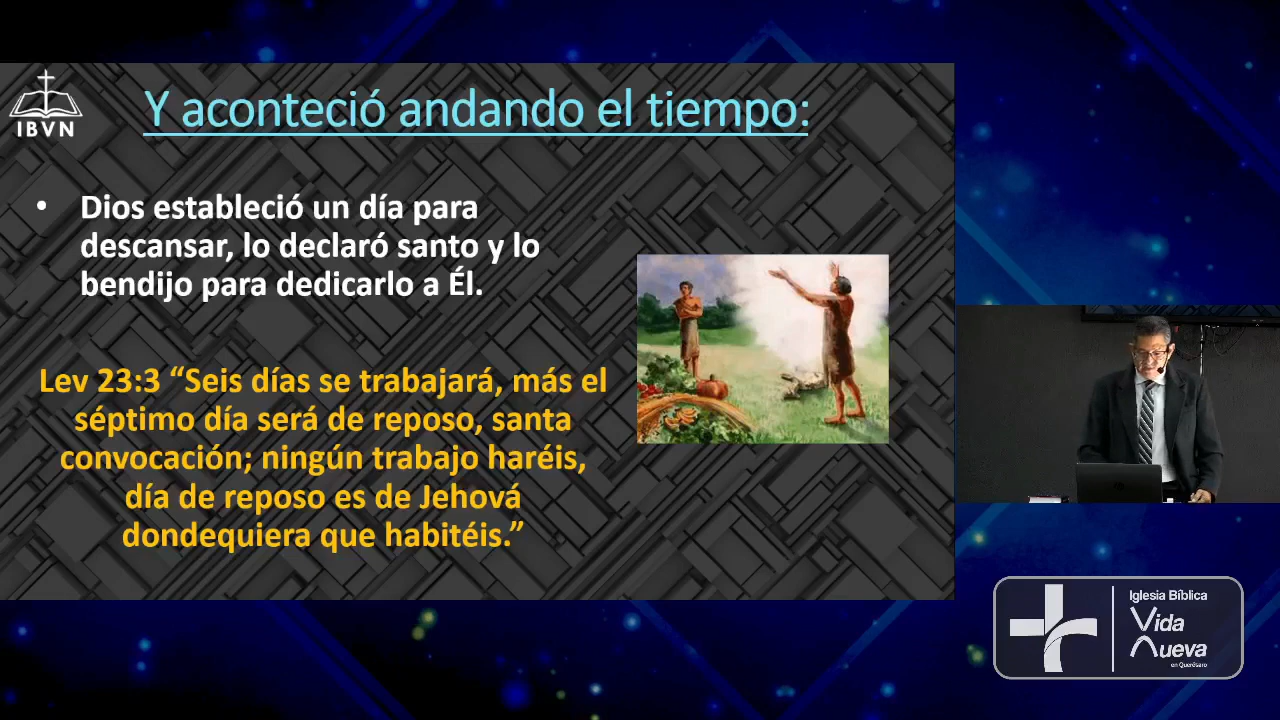 IBVN
Y aconteció andando el tiempo:
• Dios estableció un día para
descansar, lo declaró santo y lo
bendijo para dedicarlo a Él.
Lev 23:3 “Seis días se trabajará, más el
séptimo día será de reposo, santa
convocación; ningún trabajo haréis,
día de reposo es de Jehová
dondequiera que habitéis.”
Iglesia Bíblica
Vida
Nueva
en Querétaro